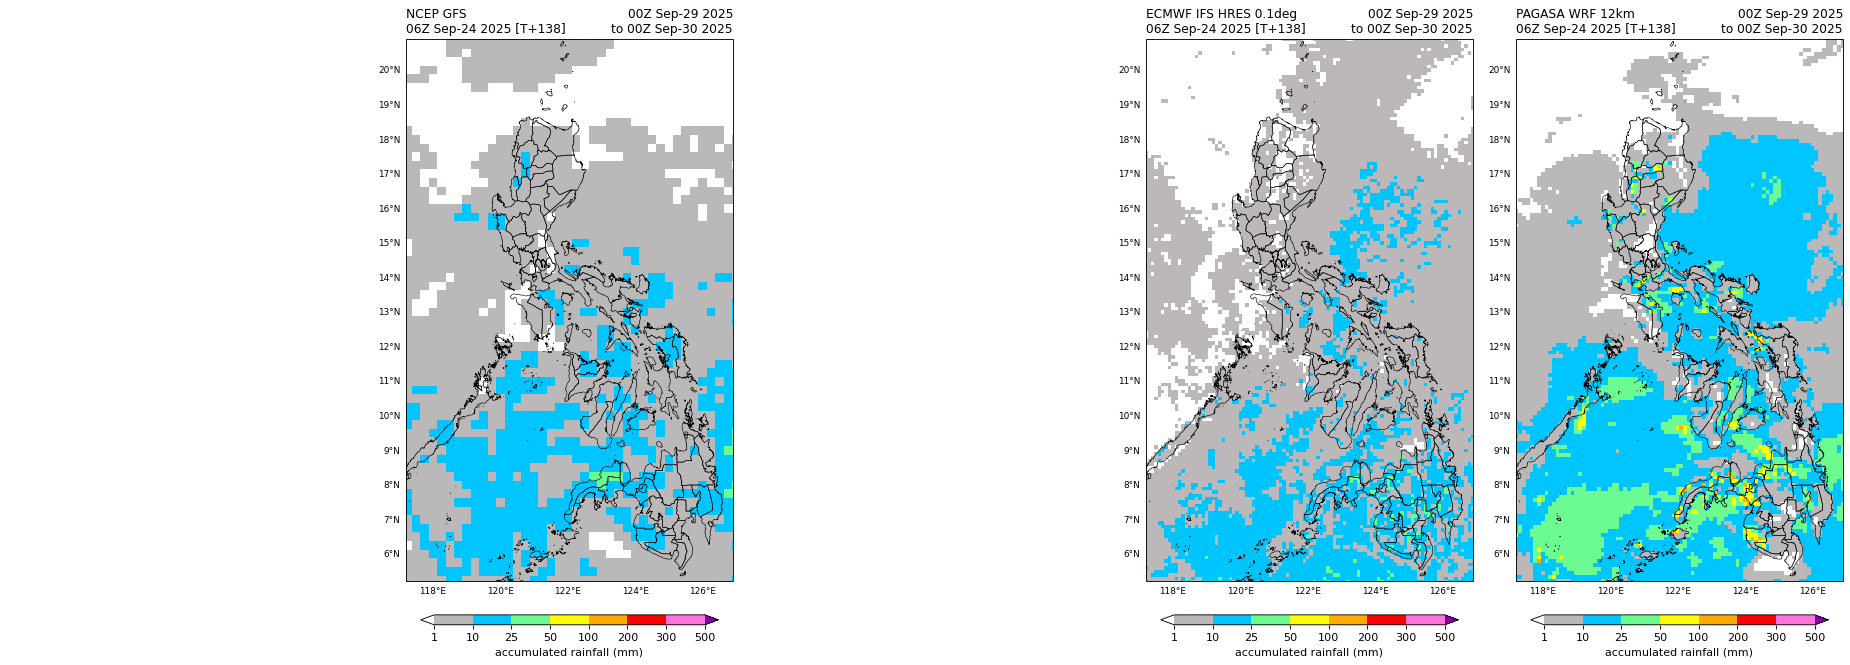 NCEP GFS 00Z Sep-29 2025
06Z Sep-24 2025 [T+138] to 00Z Sep-30 2025
20°N
19°N
18°N
17°N
16°N
15°N
14°N
13°N
12°N
11°N
10°N
9°N
8°N
7°N
6°N
118°E 120°E 122°E 124°E 126°E
1 10 25 50 100 200 300 500
accumulated rainfall (mm)
ECMWF IFS HRES 0.1deg 00Z Sep-29 2025
06Z Sep-24 2025 [T+138] to 00Z Sep-30 2025
20°N
19°N
18°N
17°N
16°N
15°N
14°N
13°N
12°N
11°N
10°N
9°N
8°N
7°N
6°N
118°E 120°E 122°E 124°E 126°E
1 10 25 50 100 200 300 500
accumulated rainfall (mm)
PAGASA WRF 12km 00Z Sep-29 2025
06Z Sep-24 2025 [T+138] to 00Z Sep-30 2025
20°N
19°N
18°N
17°N
16°N
15°N
14°N
13°N
12°N
11°N
10°N
9°N
8°N
7°N
6°N
118°E 120°E 122°E 124°E 126°E
1 10 25 50 100 200 300 500
accumulated rainfall (mm)